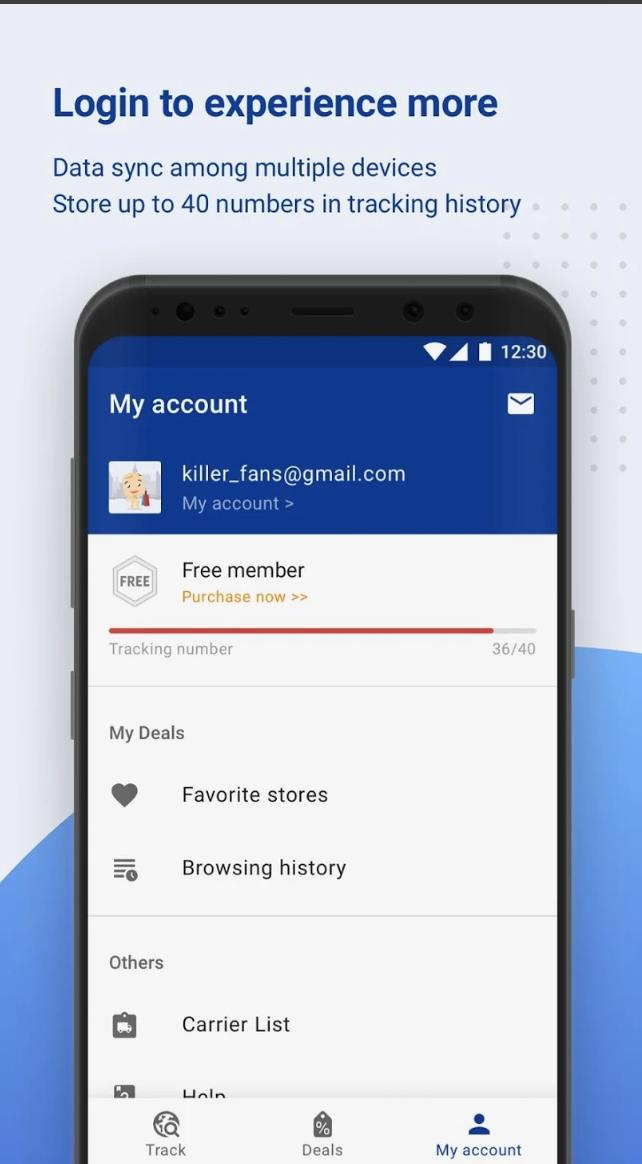 Login to experience more
Data sync among multiple devices
Store up to 40 numbers in tracking history
12:30
My account
killer_fans@gmail.com
My account >
FREE
Free member
Purchase now >>
Tracking number
36/40
My Deals
Favorite stores
Browsing history
Others
Carrier List
Help
Track
Deals
My account